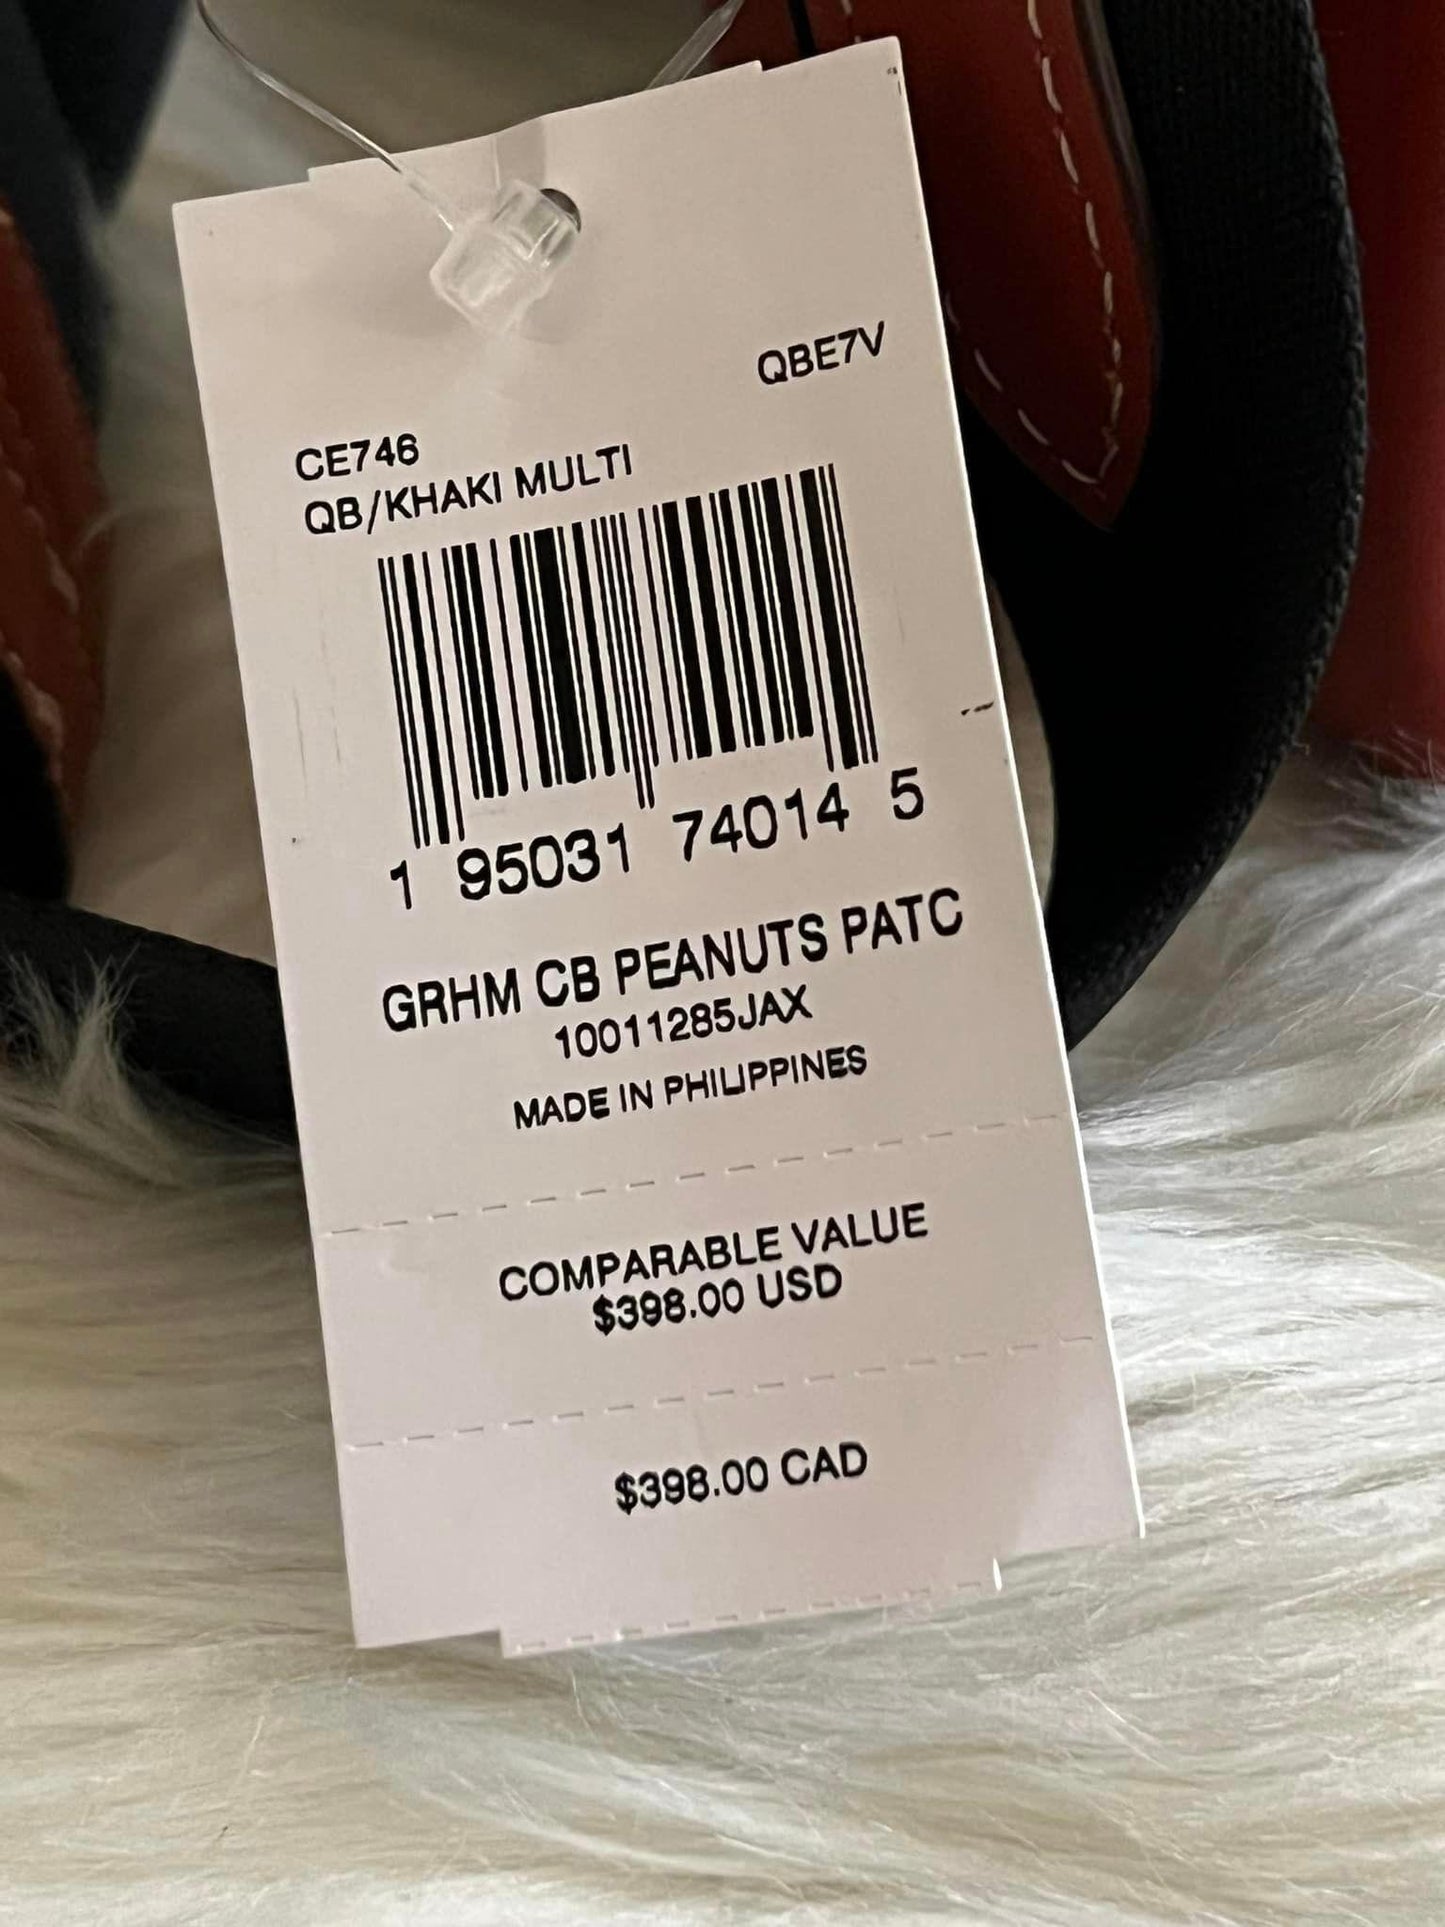 QBE7V
CE746
QB/KHAKI MULTI
1 95031 74014 5
GRHM CB PEANUTS PATC
10011285JAX
MADE IN PHILIPPINES
COMPARABLE VALUE
$398.00 USD
$398.00 CAD